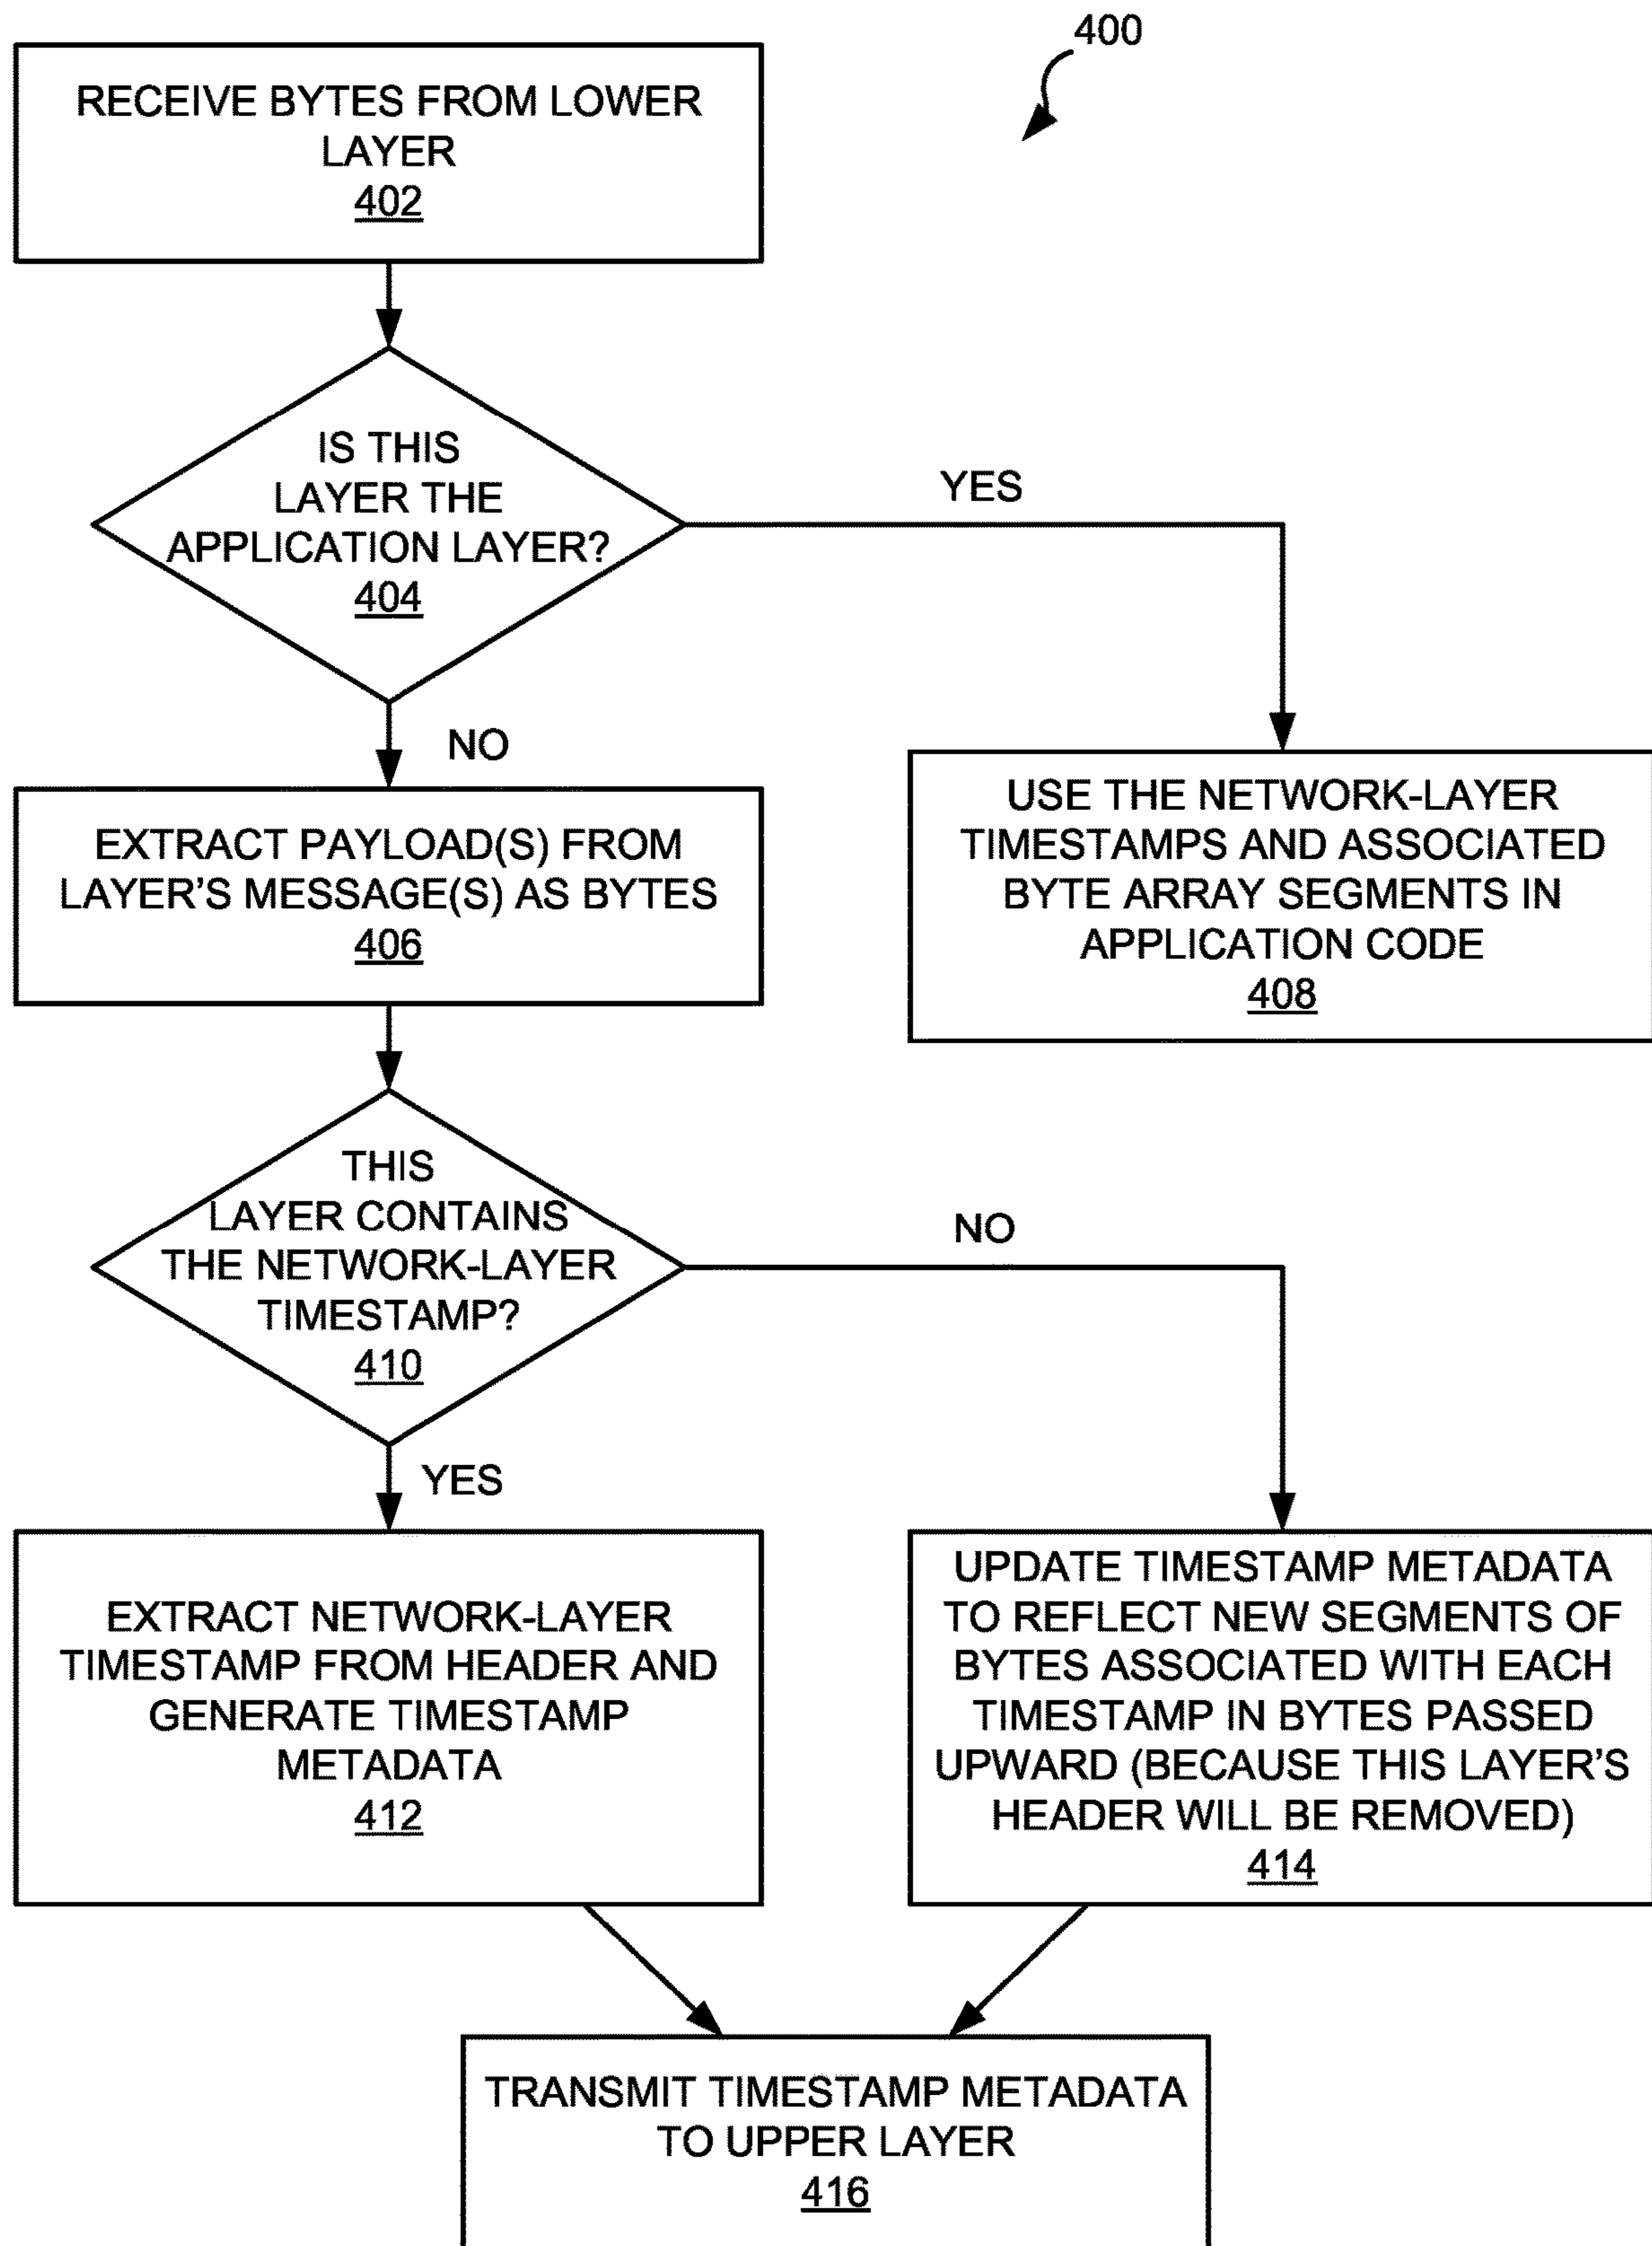 400
RECEIVE BYTES FROM LOWER
LAYER
402
IS THIS
LAYER THE
APPLICATION LAYER?
404
YES
NO
EXTRACT PAYLOAD(S) FROM
LAYER'S MESSAGE(S) AS BYTES
406
USE THE NETWORK-LAYER
TIMESTAMPS AND ASSOCIATED
BYTE ARRAY SEGMENTS IN
APPLICATION CODE
408
THIS
LAYER CONTAINS
THE NETWORK-LAYER
TIMESTAMP?
410
NO
YES
EXTRACT NETWORK-LAYER
TIMESTAMP FROM HEADER AND
GENERATE TIMESTAMP
METADATA
412
UPDATE TIMESTAMP METADATA
TO REFLECT NEW SEGMENTS OF
BYTES ASSOCIATED WITH EACH
TIMESTAMP IN BYTES PASSED
UPWARD (BECAUSE THIS LAYER'S
HEADER WILL BE REMOVED)
414
TRANSMIT TIMESTAMP METADATA
TO UPPER LAYER
416